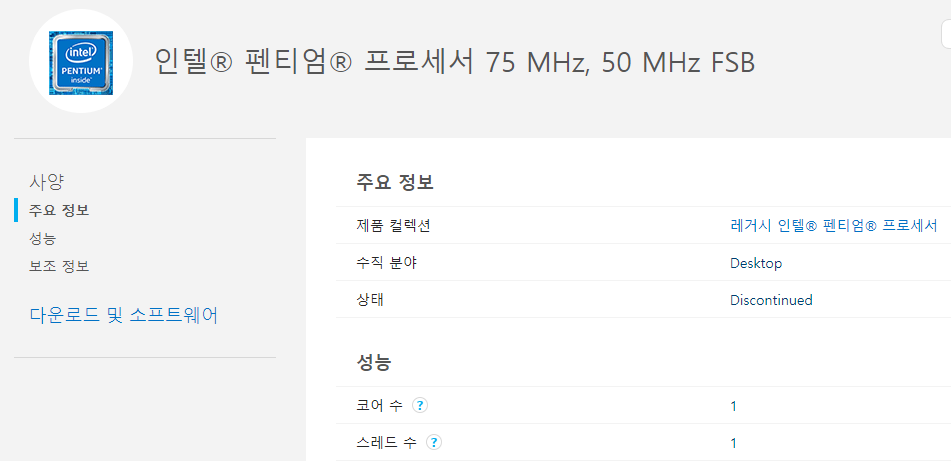 intel®
PENTIUM®
inside™
인텔® 펜티엄® 프로세서 75 MHz, 50 MHz FSB
사양
주요 정보
성능
보조 정보
다운로드 및 소프트웨어
주요 정보
제품 컬렉션 레거시 인텔® 펜티엄® 프로세서
수직 분야 Desktop
상태 Discontinued
성능
코어 수 ? 1
스레드 수 ? 1